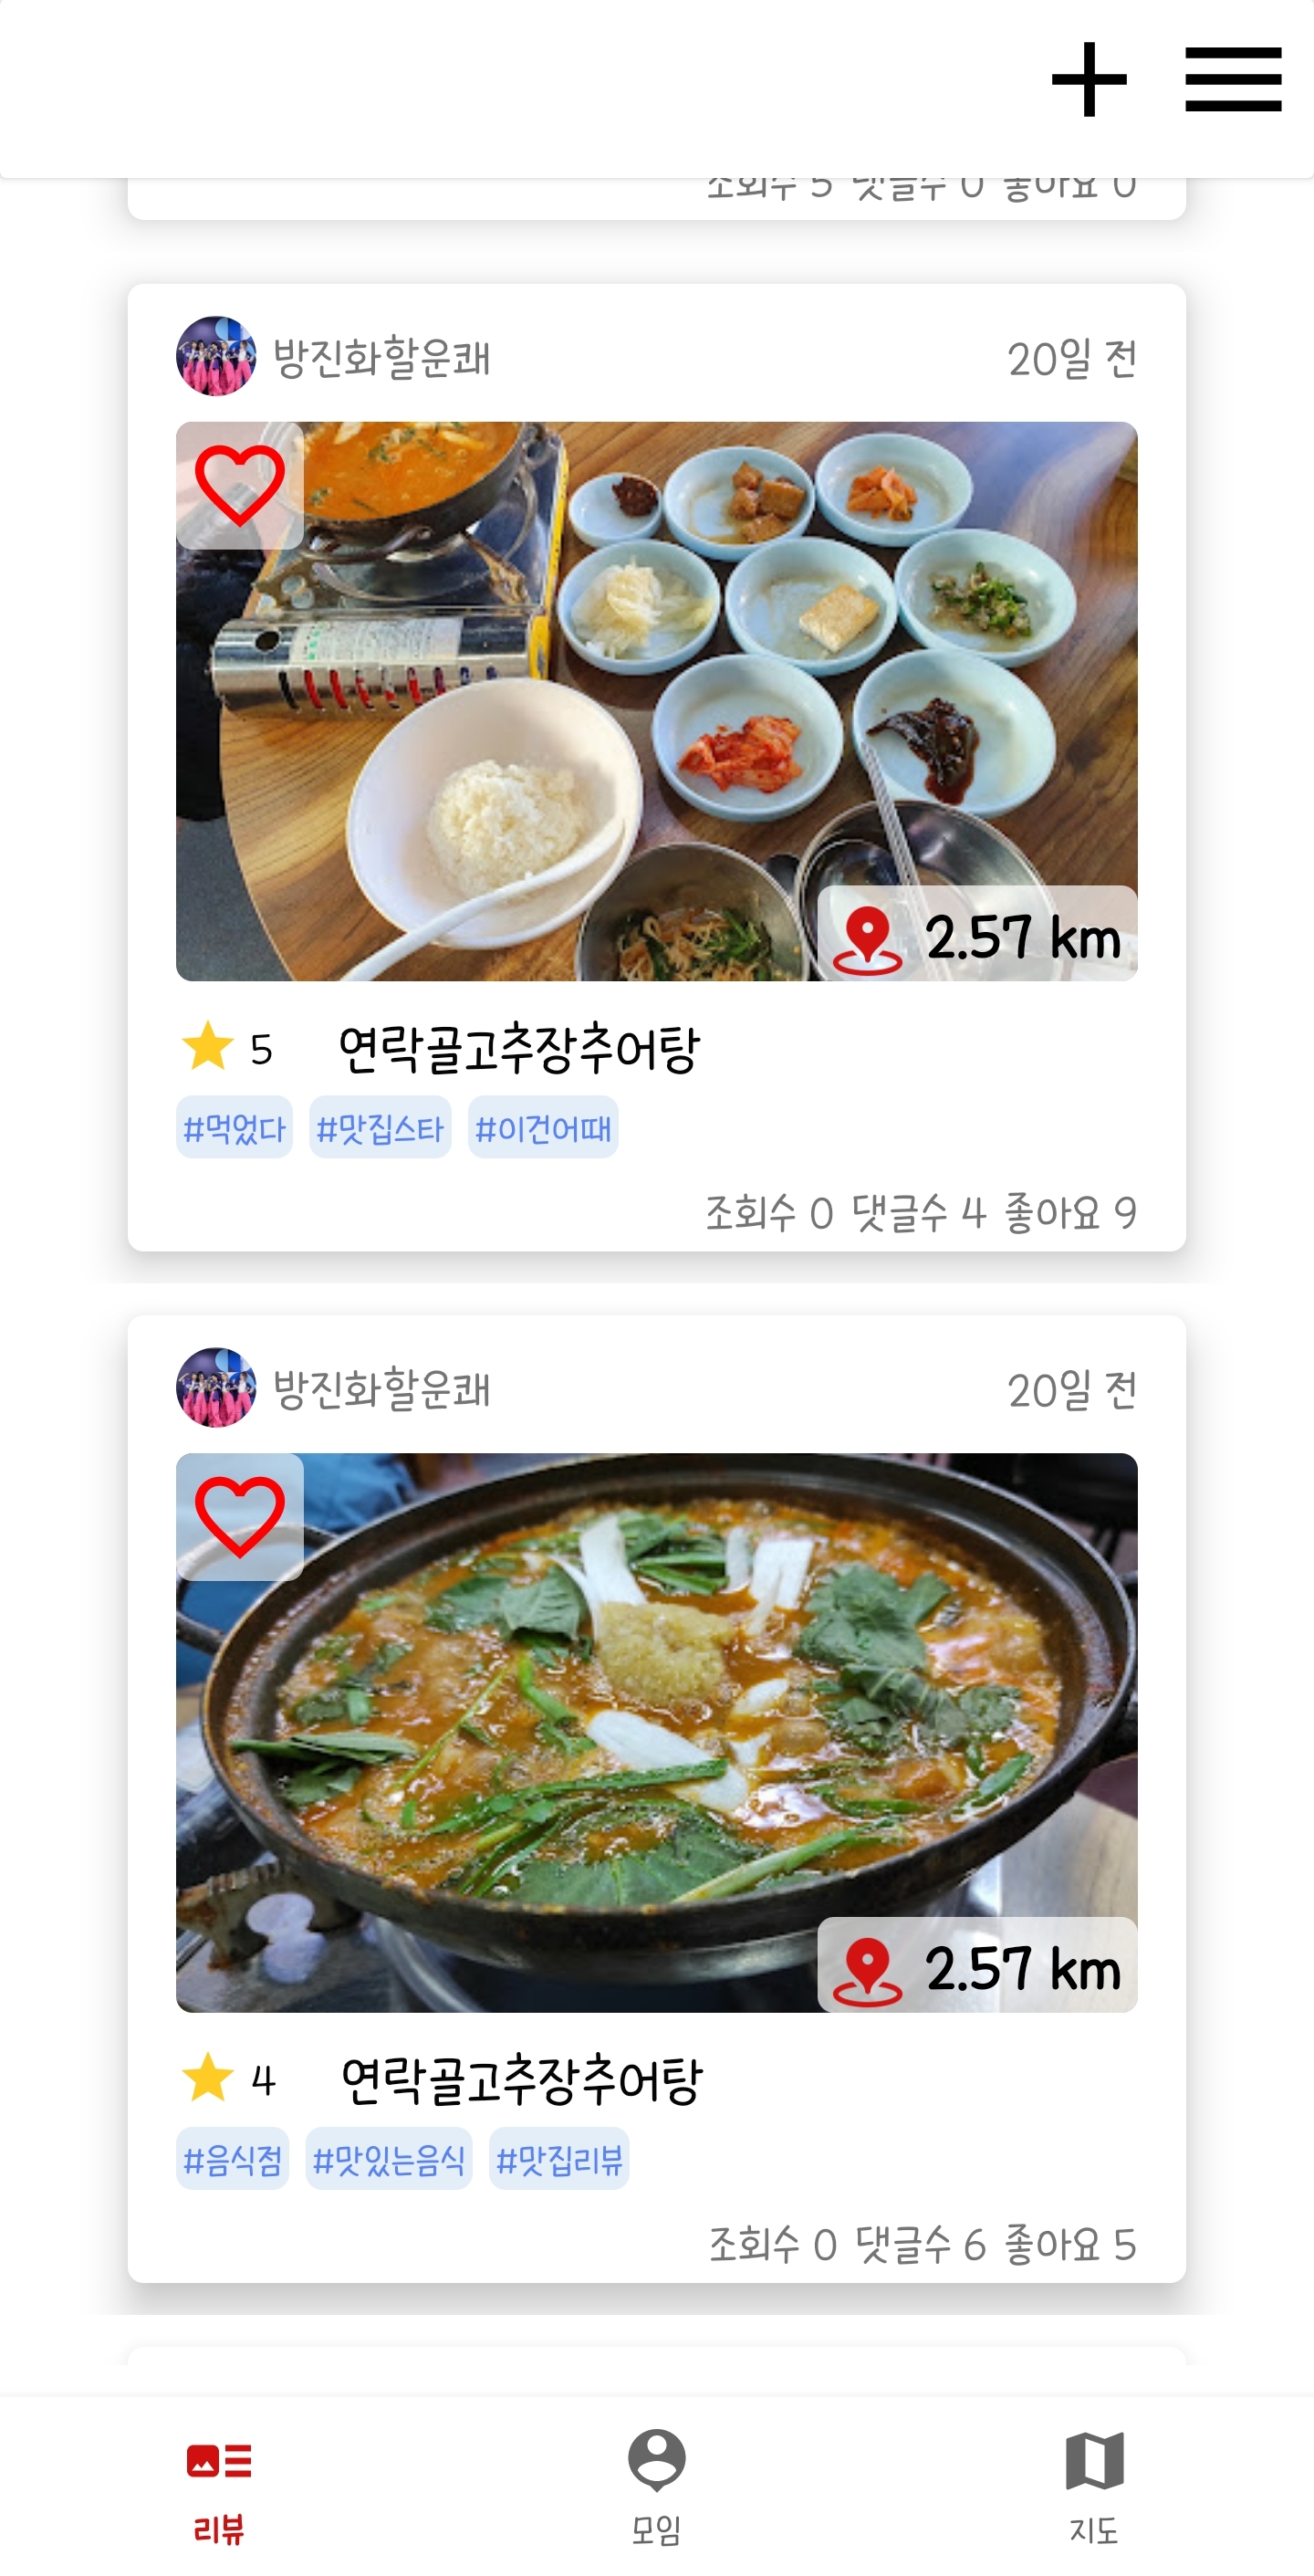 조회수 5 댓글수 0 좋아요 0
방진화할운쾌 20일 전
2.57 km
5 연락골고추장추어탕
#먹었다 #맛집스타 #이건어때
조회수 0 댓글수 4 좋아요 9
방진화할운쾌 20일 전
2.57 km
4 연락골고추장추어탕
#음식점 #맛있는음식 #맛집리뷰
조회수 0 댓글수 6 좋아요 5
리뷰 모임 지도